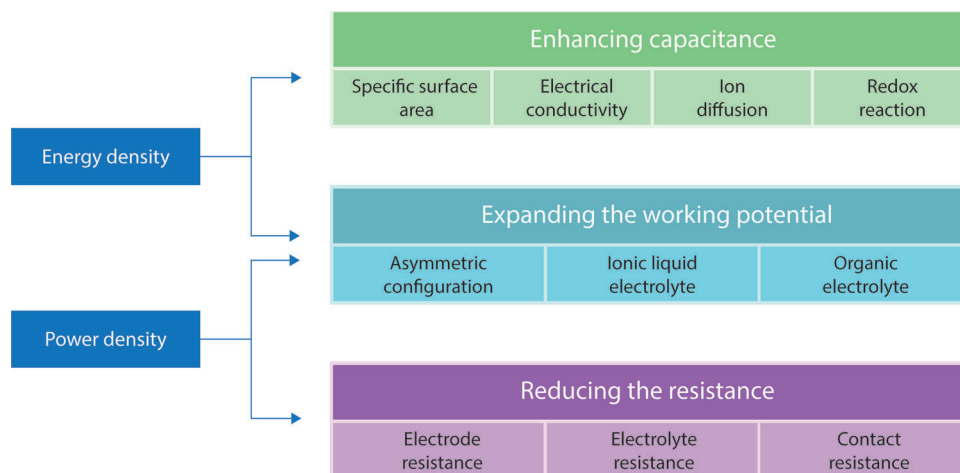 Enhancing capacitance
Specific surface
area
Electrical
conductivity
Ion
diffusion
Redox
reaction
Energy density
Expanding the working potential
Asymmetric
configuration
Ionic liquid
electrolyte
Organic
electrolyte
Power density
Reducing the resistance
Electrode
resistance
Electrolyte
resistance
Contact
resistance